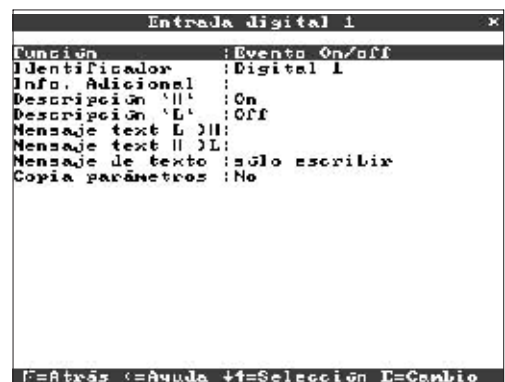 Entrada digital 1 ×
Función :Evento On/off
Identificador :Digital 1
Info. Adicional :
Descripción 'H' :On
Descripción 'L' :Off
Mensaje text L >H:
Mensaje text H >L:
Mensaje de texto :sólo escribir
Copia parámetros :No
=Atrás =Ayuda ↓↑=Selección E=Cambio